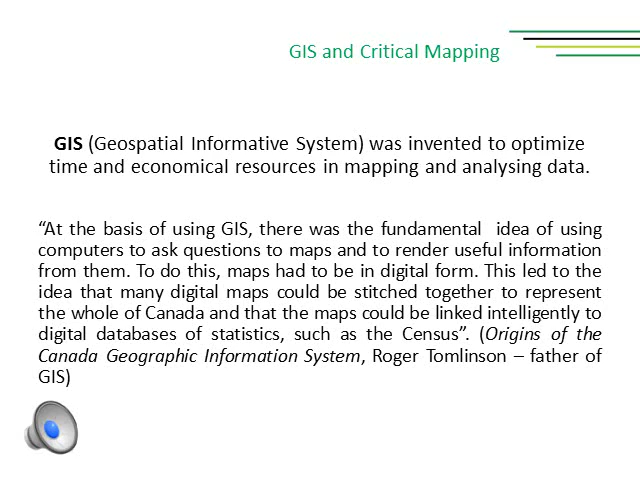 GIS and Critical Mapping
GIS (Geospatial Informative System) was invented to optimize
time and economical resources in mapping and analysing data.
“At the basis of using GIS, there was the fundamental idea of using
computers to ask questions to maps and to render useful information
from them. To do this, maps had to be in digital form. This led to the
idea that many digital maps could be stitched together to represent
the whole of Canada and that the maps could be linked intelligently to
digital databases of statistics, such as the Census”. (Origins of the
Canada Geographic Information System, Roger Tomlinson – father of
GIS)